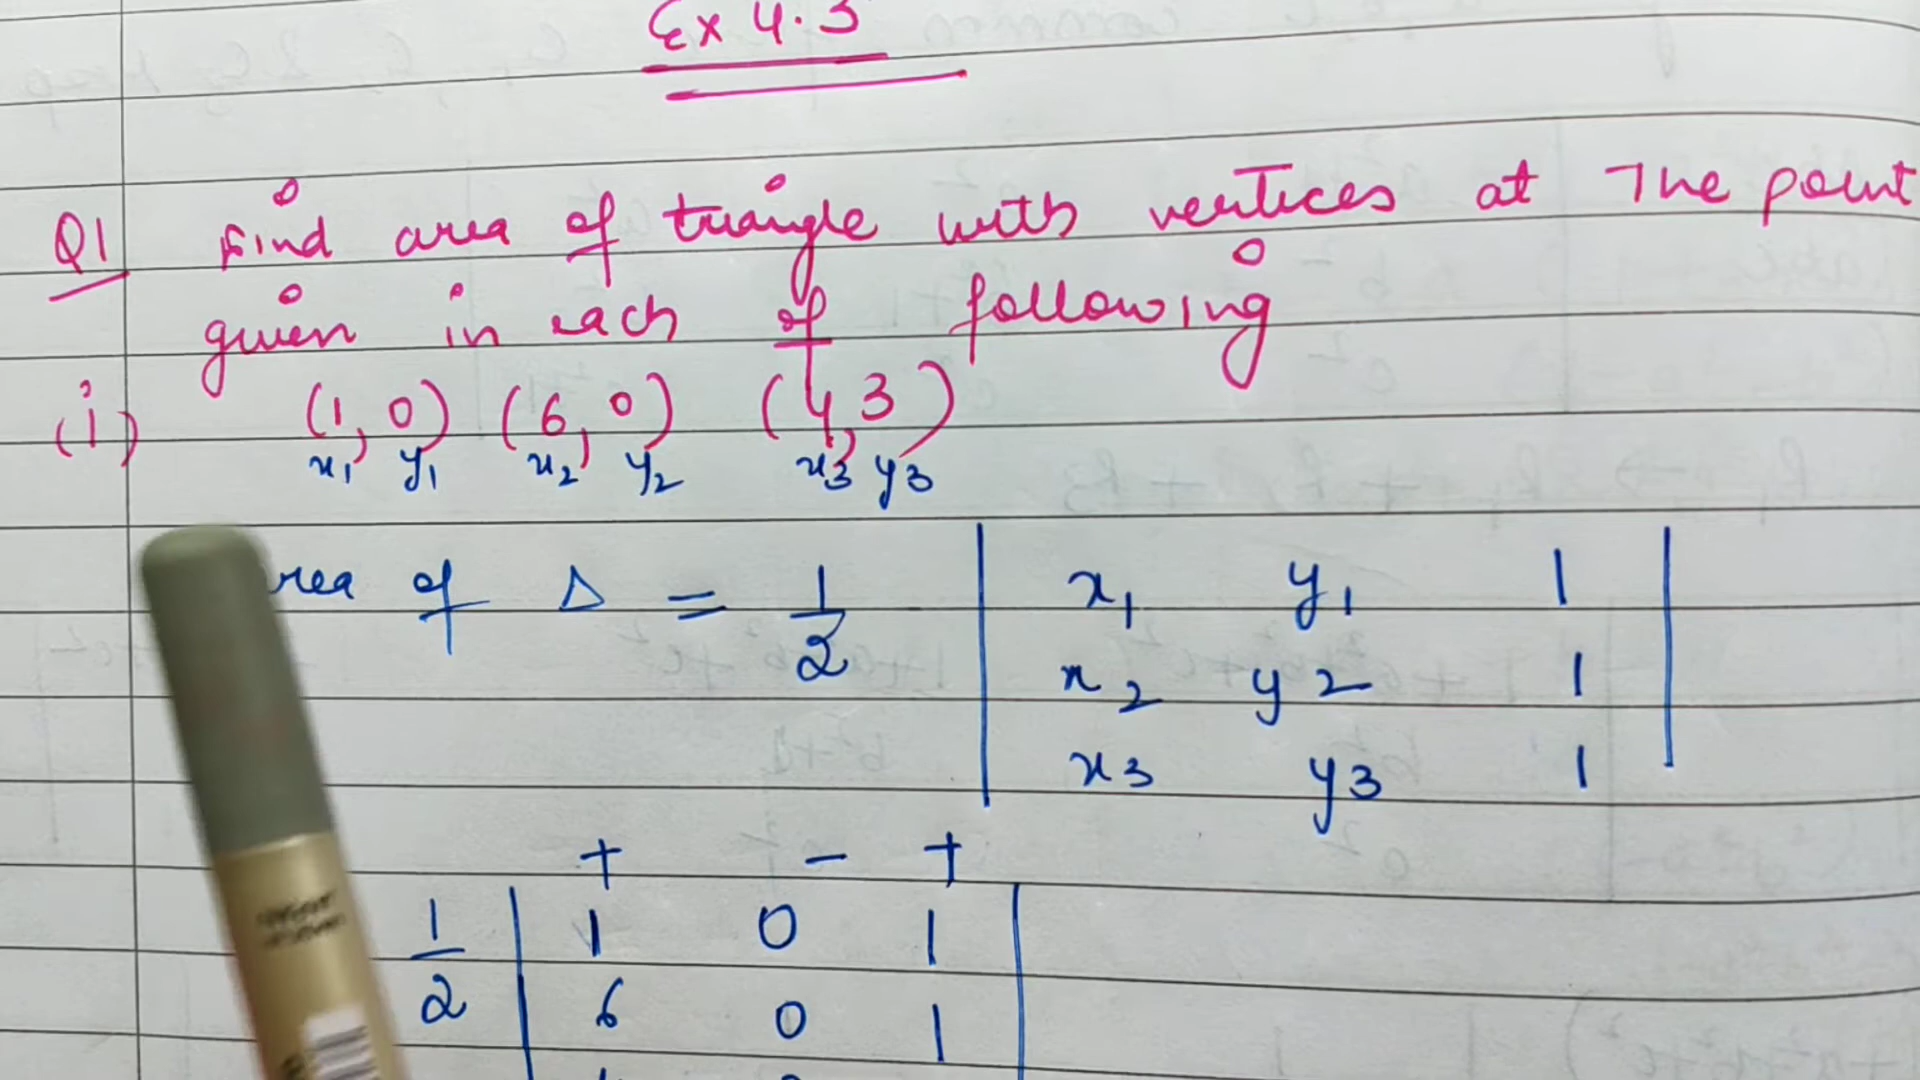 Ex 4.3
Q1 Find area of triangle with vertices at The point
given in each of following
(i) (1, 0) (6, 0) (4, 3)
x1 y1 x2 y2 x3 y3
rea of Δ = 1/2 | x1 y1 1 |
x2 y2 1
x3 y3 1
+ - +
1/2 | 1 0 1 |
6 0 1